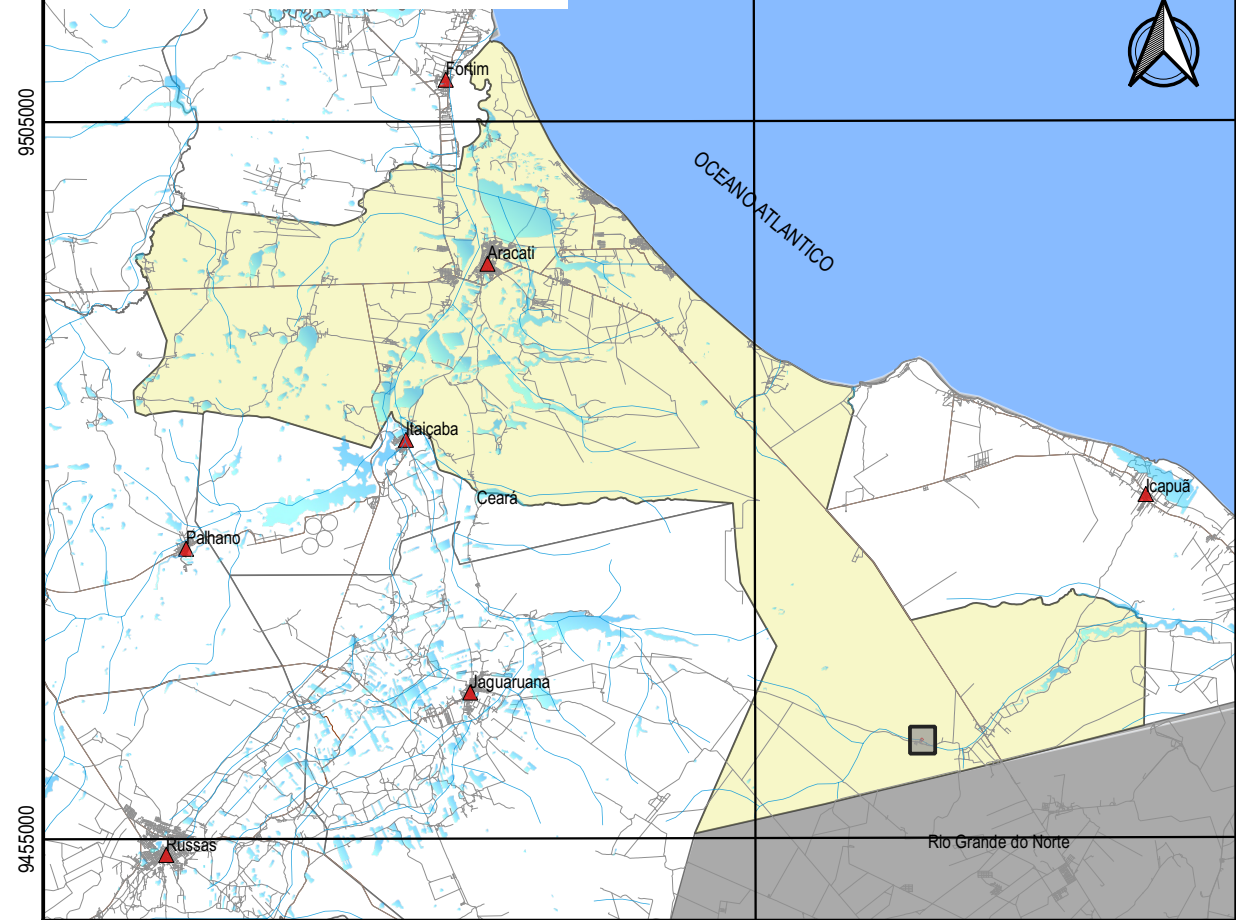 Fortim
9505000
OCEANO ATLANTICO
Aracati
Itaiçaba
Icapuã
Ceará
Palhano
Jaguaruana
9455000
Russas
Rio Grande do Norte